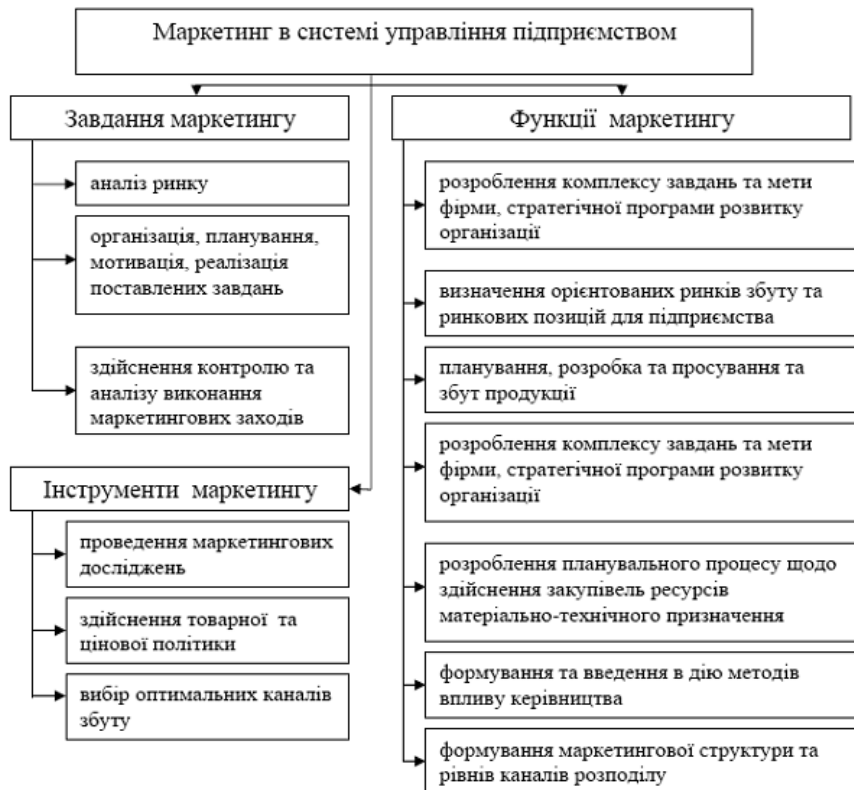 Маркетинг в системі управління підприємством
Завдання маркетингу
аналіз ринку
організація, планування,
мотивація, реалізація
поставлених завдань
здійснення контролю та
аналізу виконання
маркетингових заходів
Інструменти маркетингу
проведення маркетингових
досліджень
здійснення товарної та
цінової політики
вибір оптимальних каналів
збуту
Функції маркетингу
розроблення комплексу завдань та мети
фірми, стратегічної програми розвитку
організації
визначення орієнтованих ринків збуту та
ринкових позицій для підприємства
планування, розробка та просування та
збут продукції
розроблення комплексу завдань та мети
фірми, стратегічної програми розвитку
організації
розроблення планувального процесу щодо
здійснення закупівель ресурсів
матеріально-технічного призначення
формування та введення в дію методів
впливу керівництва
формування маркетингової структури та
рівнів каналів розподілу